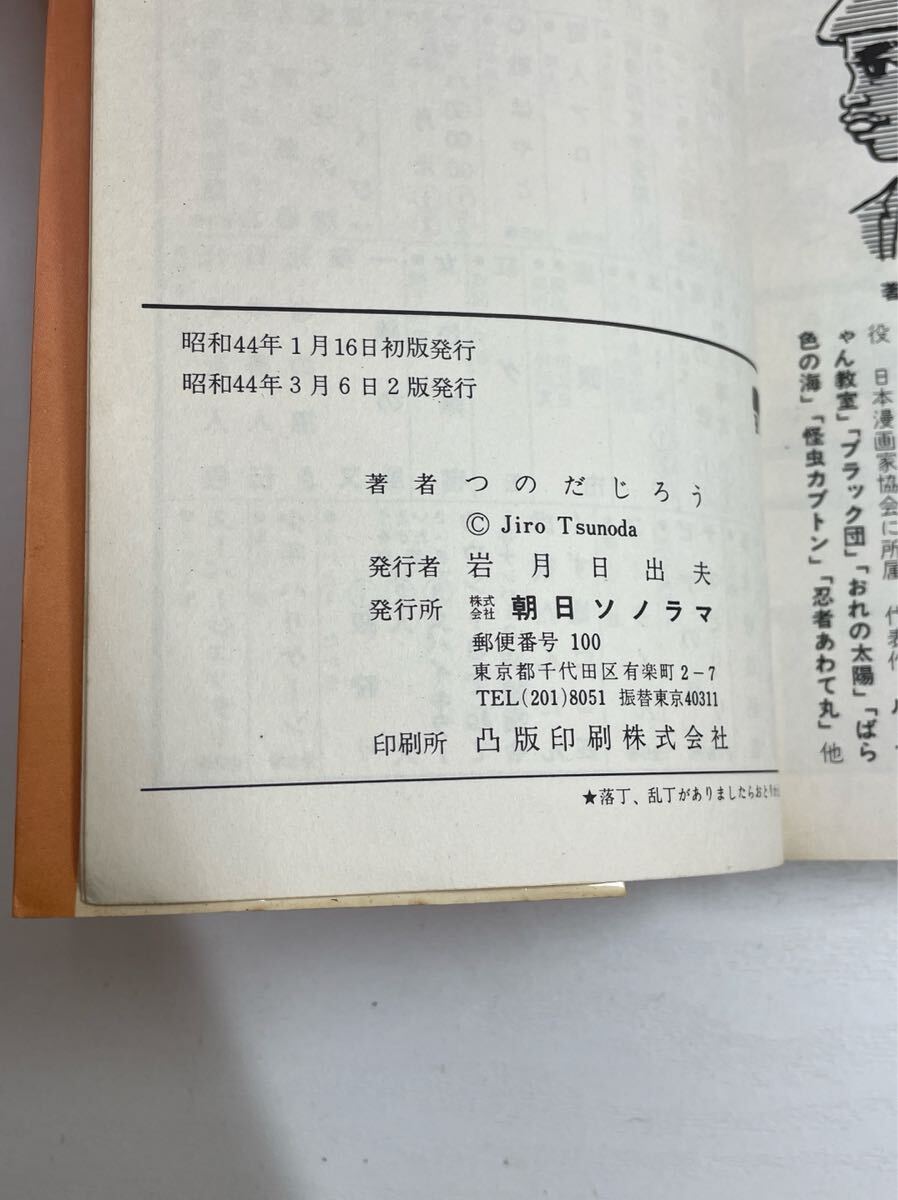 昭和44年1月16日初版発行
昭和44年3月6日2版発行
著者 つのだじろう
© Jiro Tsunoda
発行者 岩月日出夫
発行所 株式会社 朝日ソノラマ
郵便番号 100
東京都千代田区有楽町2-7
TEL(201)8051 振替東京40311
印刷所 凸版印刷株式会社
★落丁、乱丁がありましたらおとりか
著
役 日本漫画家協会に所属 代表作
ゃん教室」「ブラック団」「おれの太陽」「ばら
色の海」「怪虫カブトン」「忍者あわて丸」他